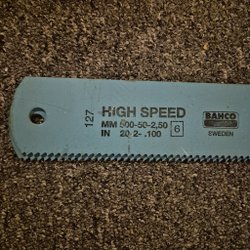 127
HIGH SPEED
MM 500-50-2,50
IN 20-2-.100
6
BAHCO
SWEDEN